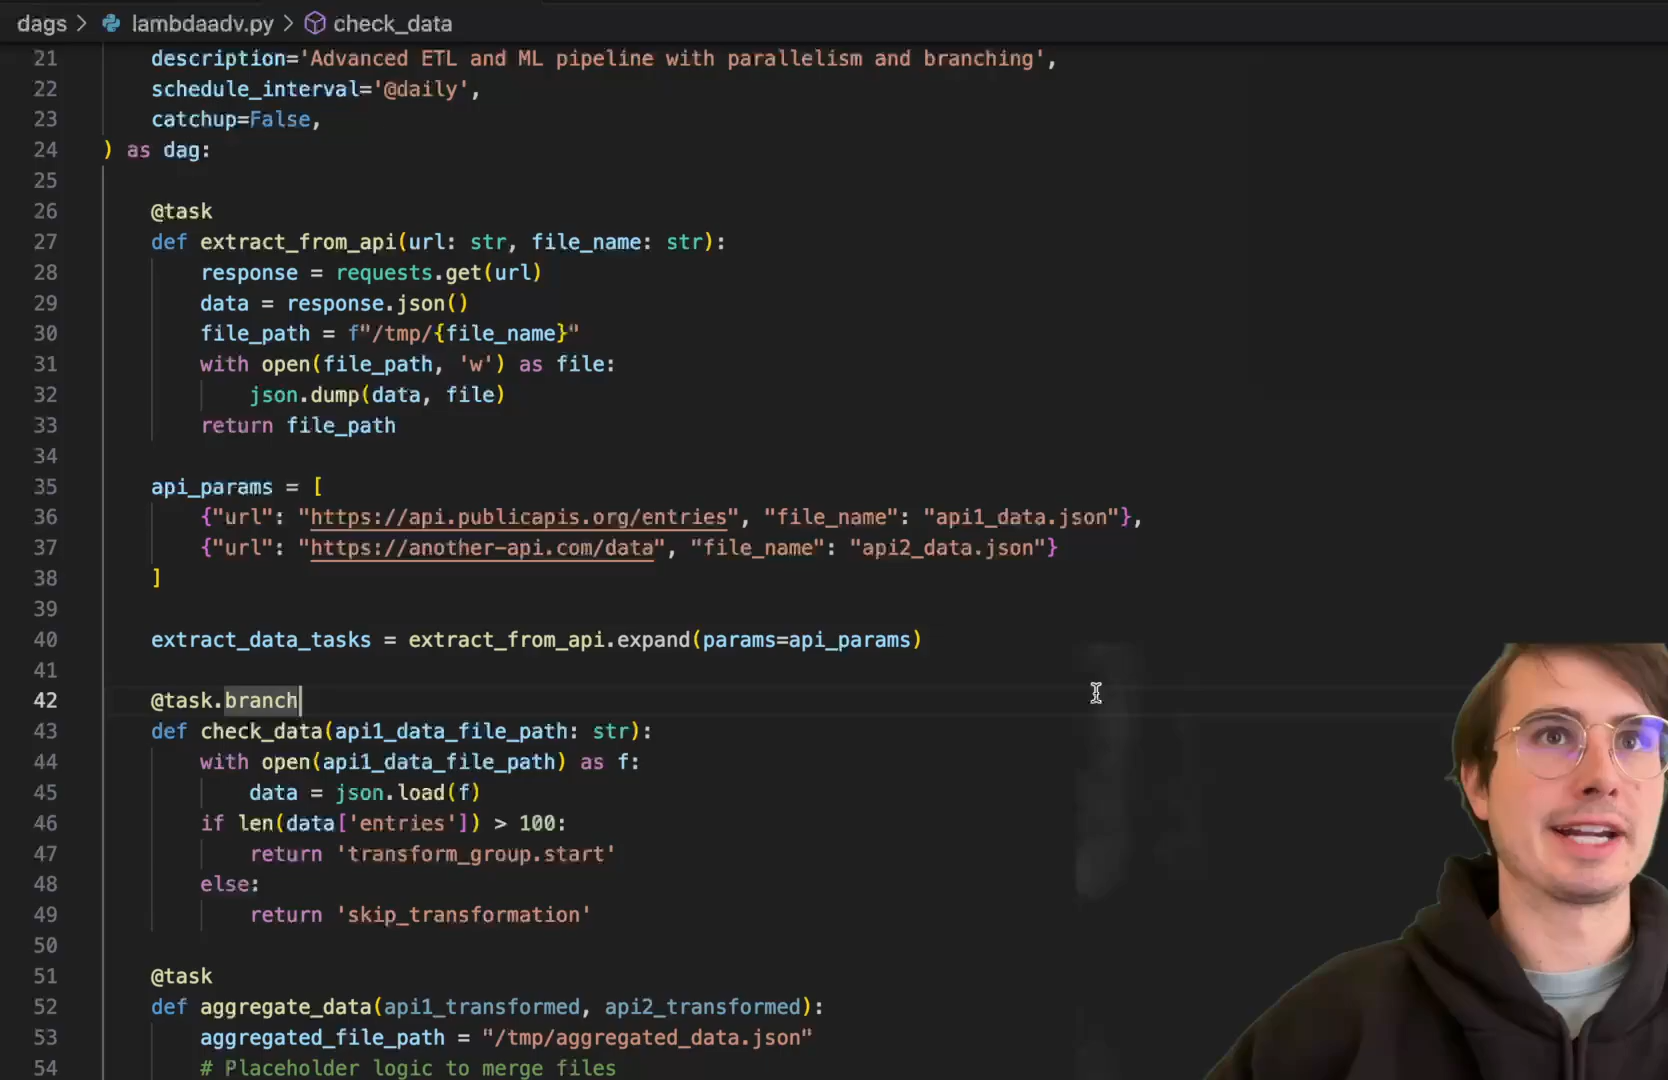 dags > lambdaadv.py > check_data
21 description='Advanced ETL and ML pipeline with parallelism and branching',
22 schedule_interval='@daily',
23 catchup=False,
24 ) as dag:
25
26 @task
27 def extract_from_api(url: str, file_name: str):
28 response = requests.get(url)
29 data = response.json()
30 file_path = f"/tmp/{file_name}"
31 with open(file_path, 'w') as file:
32 json.dump(data, file)
33 return file_path
34
35 api_params = [
36 {"url": "https://api.publicapis.org/entries", "file_name": "api1_data.json"},
37 {"url": "https://another-api.com/data", "file_name": "api2_data.json"}
38 ]
39
40 extract_data_tasks = extract_from_api.expand(params=api_params)
41
42 @task.branch
43 def check_data(api1_data_file_path: str):
44 with open(api1_data_file_path) as f:
45 data = json.load(f)
46 if len(data['entries']) > 100:
47 return 'transform_group.start'
48 else:
49 return 'skip_transformation'
50
51 @task
52 def aggregate_data(api1_transformed, api2_transformed):
53 aggregated_file_path = "/tmp/aggregated_data.json"
54 # Placeholder logic to merge files